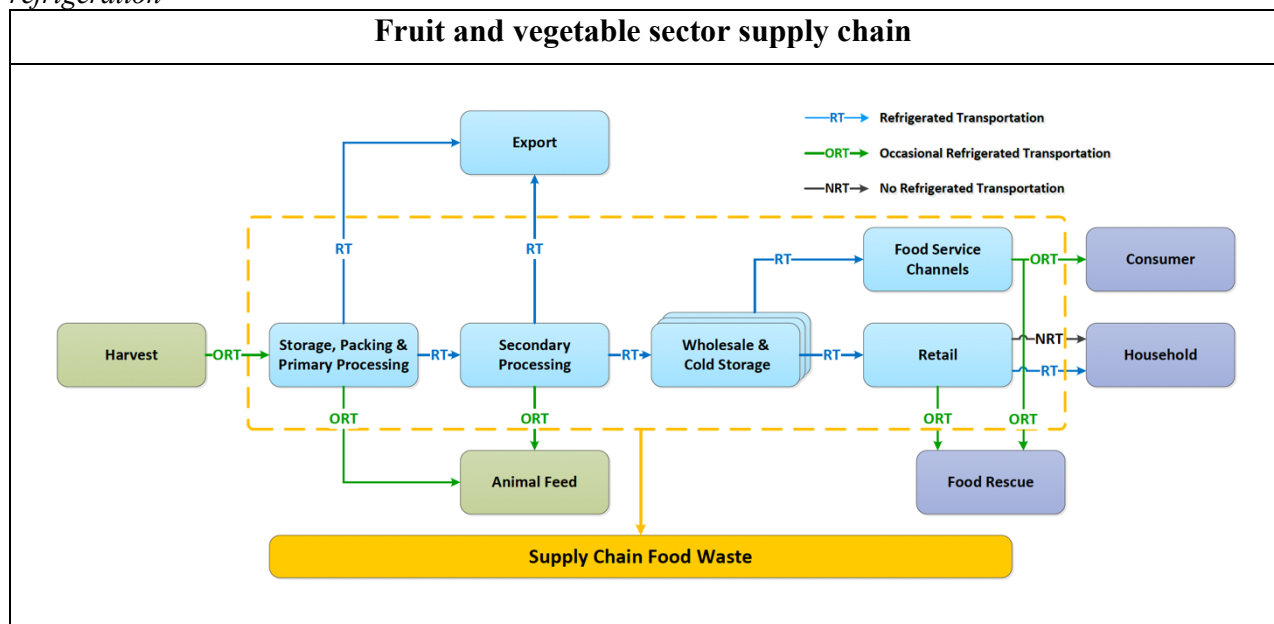 refrigeration
Fruit and vegetable sector supply chain
Export
RT Refrigerated Transportation
ORT Occasional Refrigerated Transportation
NRT No Refrigerated Transportation
RT
RT
RT
Food Service
Channels
ORT
Consumer
Harvest
ORT
Storage, Packing &
Primary Processing
RT
Secondary
Processing
RT
Wholesale &
Cold Storage
RT
Retail
NRT
RT
Household
ORT
ORT
ORT
ORT
Animal Feed
Food Rescue
Supply Chain Food Waste